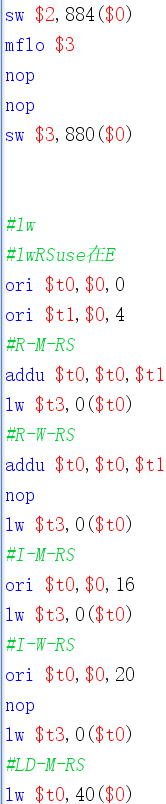 sw $2,884($0)
mflo $3
nop
nop
sw $3,880($0)
#lw
#lwRSuse在E
ori $t0,$0,0
ori $t1,$0,4
#R-M-RS
addu $t0,$t0,$t1
lw $t3,0($t0)
#R-W-RS
addu $t0,$t0,$t1
nop
lw $t3,0($t0)
#I-M-RS
ori $t0,$0,16
lw $t3,0($t0)
#I-W-RS
ori $t0,$0,20
nop
lw $t3,0($t0)
#LD-M-RS
lw $t0,40($0)